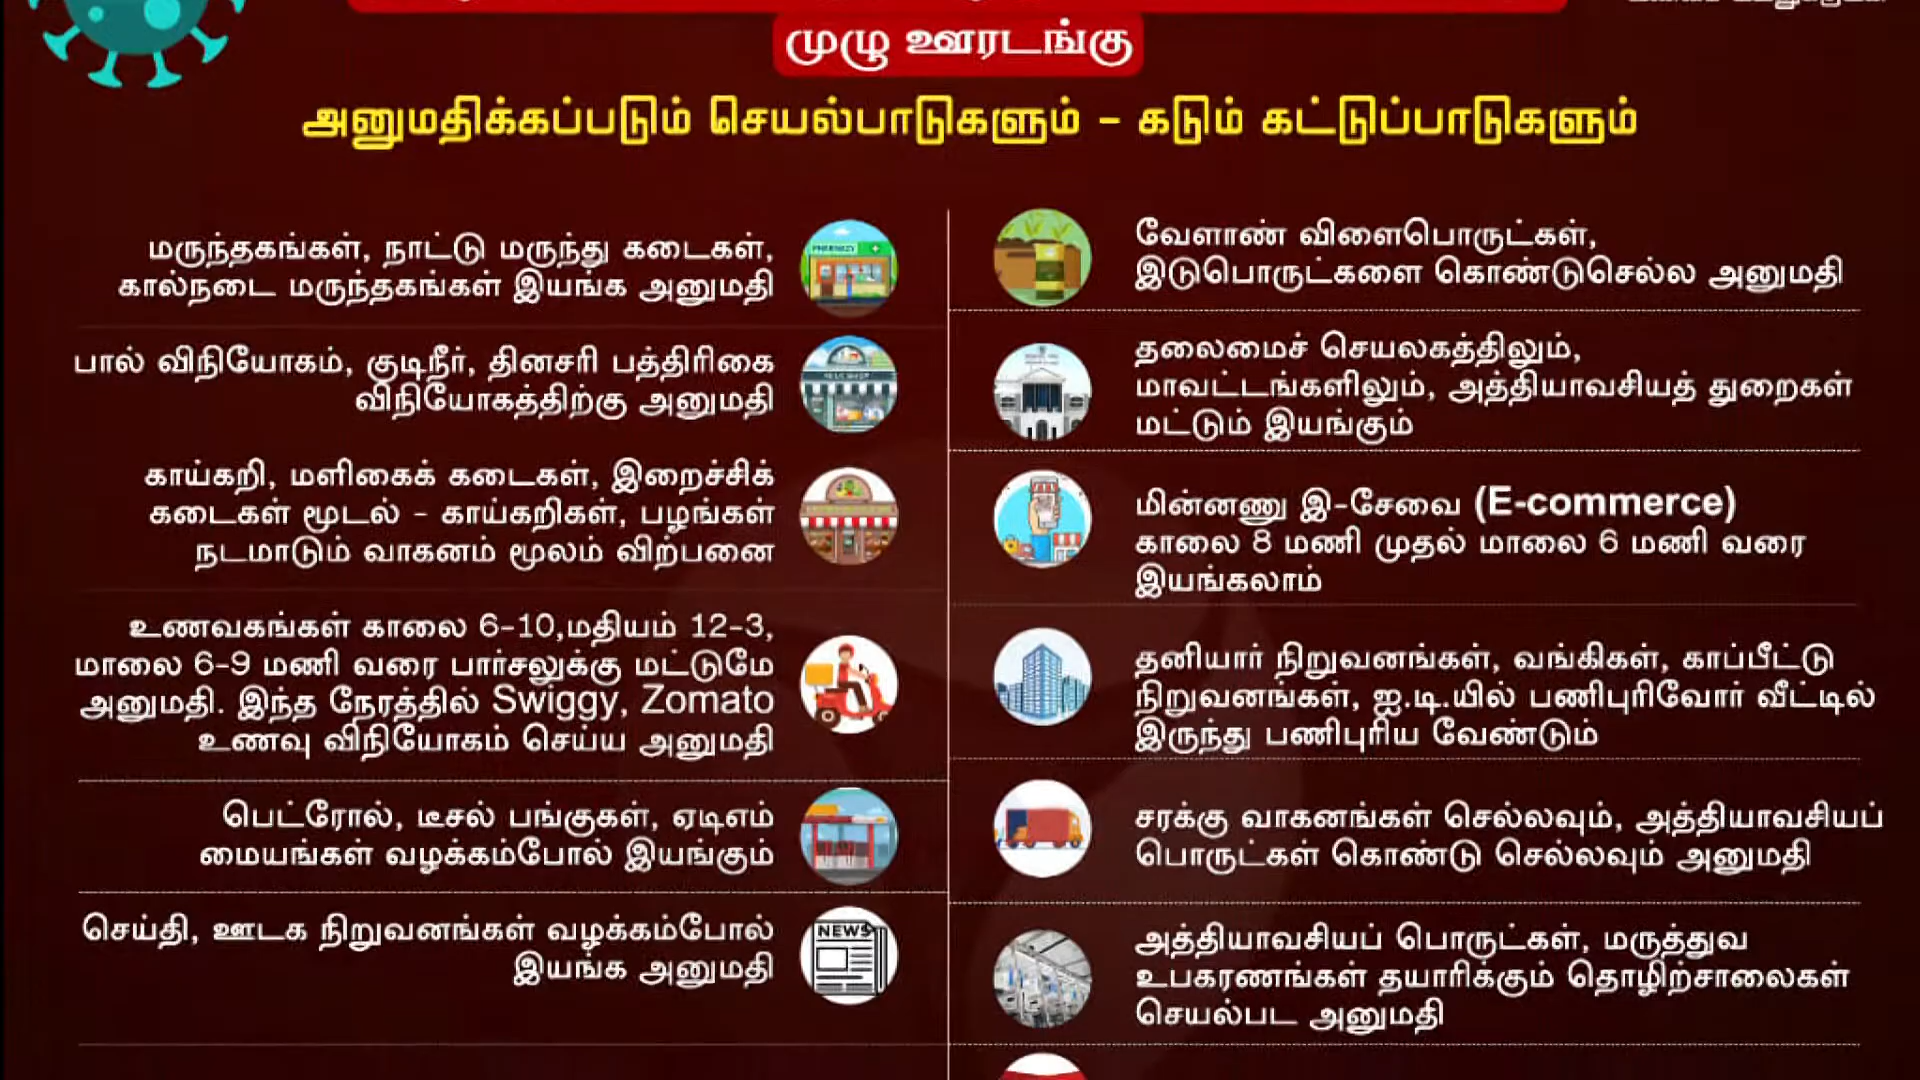 முழு ஊரடங்கு
அனுமதிக்கப்படும் செயல்பாடுகளும் - கடும் கட்டுப்பாடுகளும்
மருந்தகங்கள், நாட்டு மருந்து கடைகள்,
கால்நடை மருந்தகங்கள் இயங்க அனுமதி
பால் விநியோகம், குடிநீர், தினசரி பத்திரிகை
விநியோகத்திற்கு அனுமதி
காய்கறி, மளிகைக் கடைகள், இறைச்சிக்
கடைகள் மூடல் - காய்கறிகள், பழங்கள்
நடமாடும் வாகனம் மூலம் விற்பனை
உணவகங்கள் காலை 6-10,மதியம் 12-3,
மாலை 6-9 மணி வரை பார்சலுக்கு மட்டுமே
அனுமதி. இந்த நேரத்தில் Swiggy, Zomato
உணவு விநியோகம் செய்ய அனுமதி
பெட்ரோல், டீசல் பங்குகள், ஏடிஎம்
மையங்கள் வழக்கம்போல் இயங்கும்
செய்தி, ஊடக நிறுவனங்கள் வழக்கம்போல்
இயங்க அனுமதி
NEWS
வேளாண் விளைபொருட்கள்,
இடுபொருட்களை கொண்டுசெல்ல அனுமதி
தலைமைச் செயலகத்திலும்,
மாவட்டங்களிலும், அத்தியாவசியத் துறைகள்
மட்டும் இயங்கும்
மின்னணு இ-சேவை (E-commerce)
காலை 8 மணி முதல் மாலை 6 மணி வரை
இயங்கலாம்
தனியார் நிறுவனங்கள், வங்கிகள், காப்பீட்டு
நிறுவனங்கள், ஐ.டி.யில் பணிபுரிவோர் வீட்டில்
இருந்து பணிபுரிய வேண்டும்
சரக்கு வாகனங்கள் செல்லவும், அத்தியாவசியப்
பொருட்கள் கொண்டு செல்லவும் அனுமதி
அத்தியாவசியப் பொருட்கள், மருத்துவ
உபகரணங்கள் தயாரிக்கும் தொழிற்சாலைகள்
செயல்பட அனுமதி